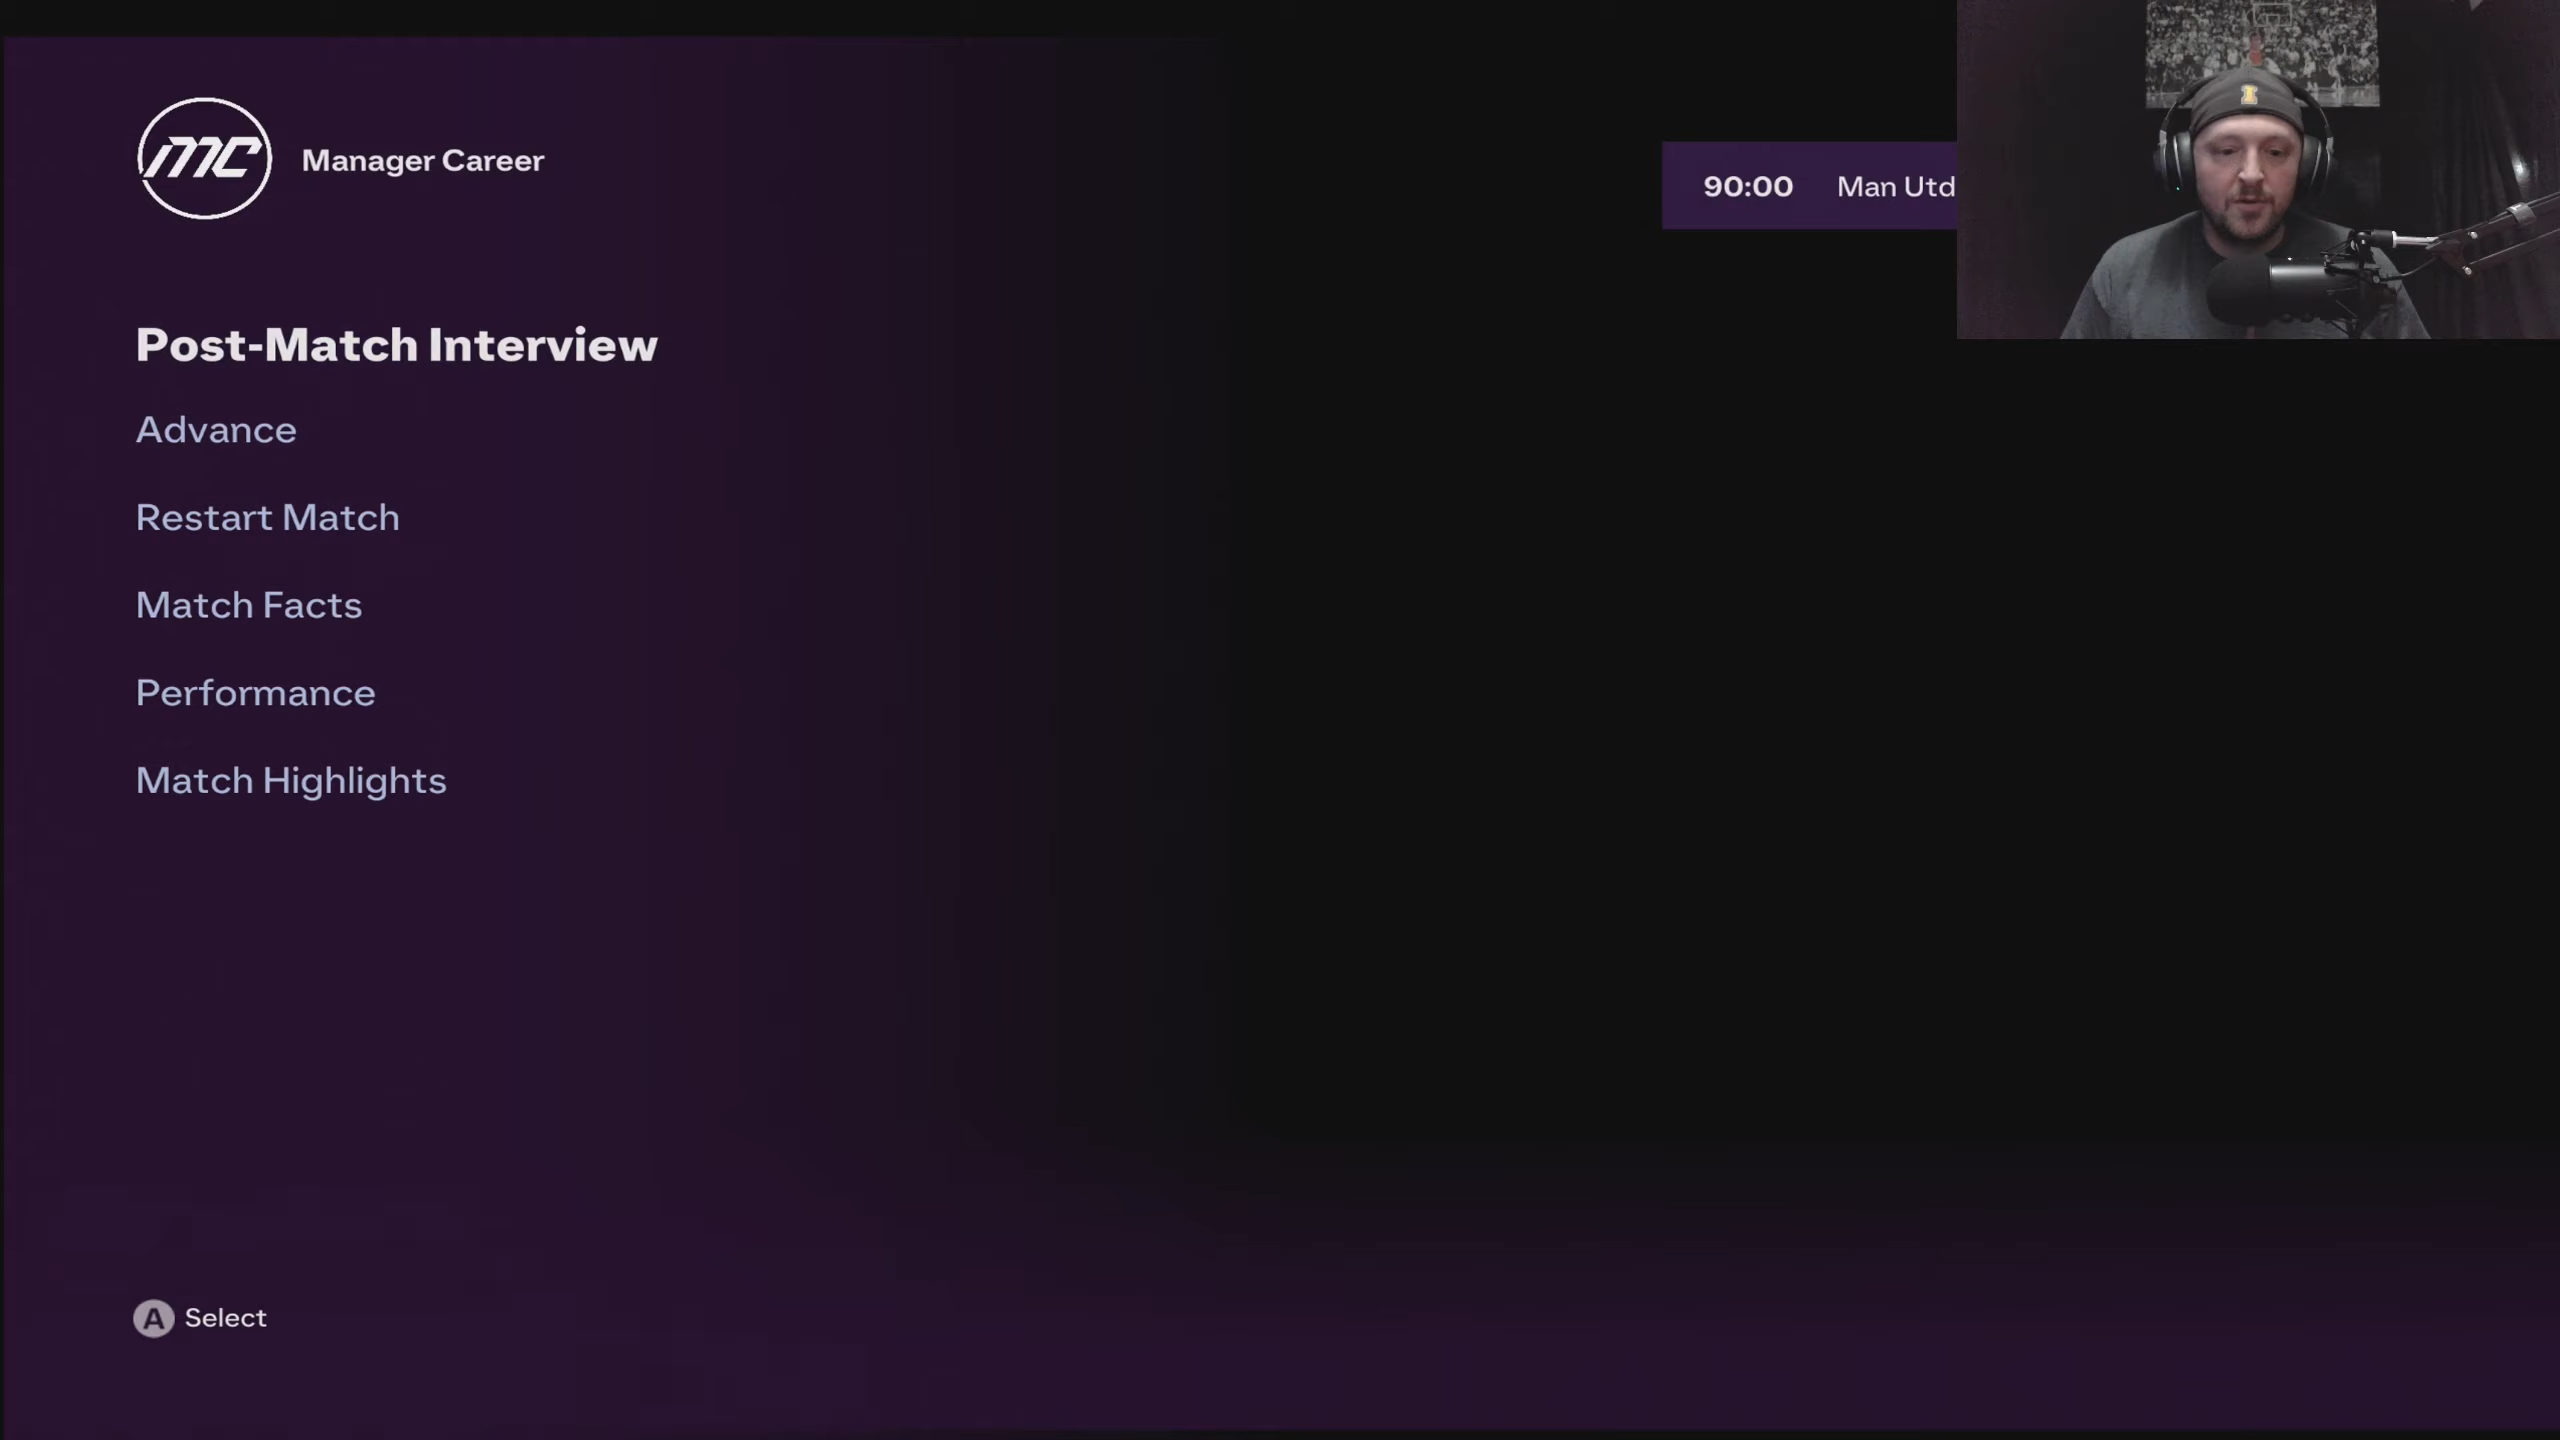 MC
Manager Career
90:00 Man Utd
Post-Match Interview
Advance
Restart Match
Match Facts
Performance
Match Highlights
A Select